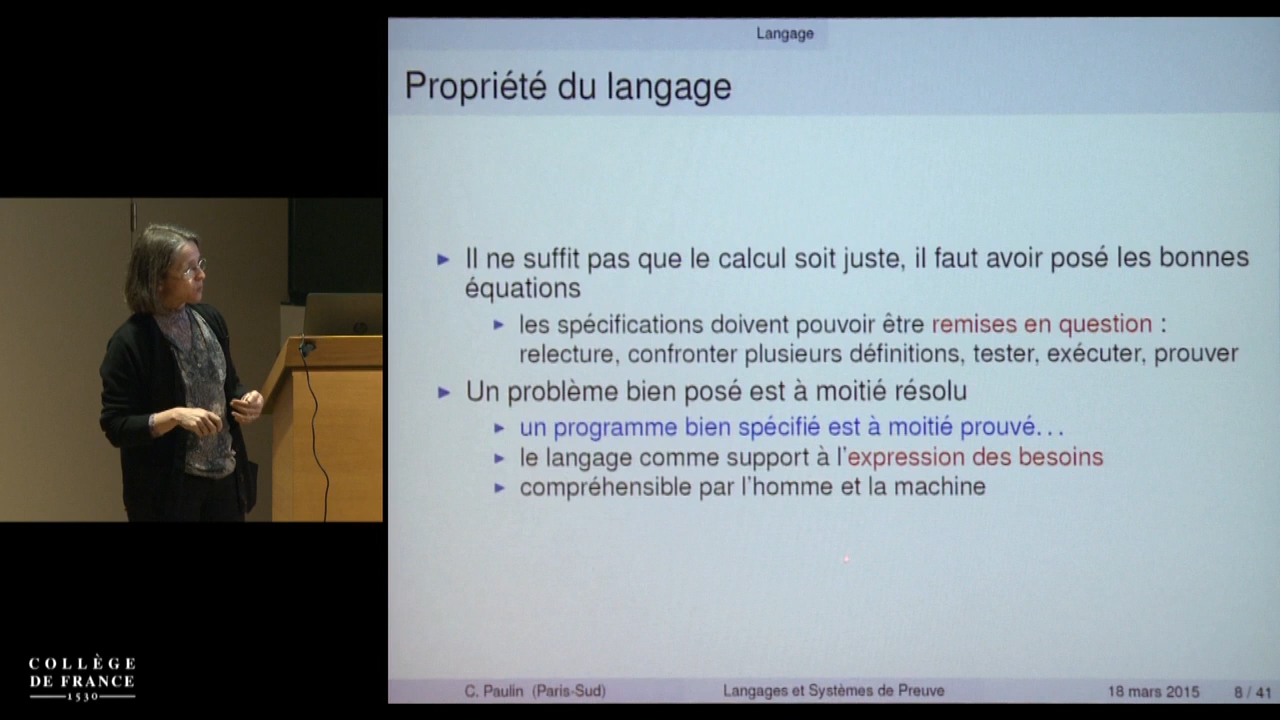 Langage
Propriété du langage
▶ Il ne suffit pas que le calcul soit juste, il faut avoir posé les bonnes
équations
▶ les spécifications doivent pouvoir être remises en question :
relecture, confronter plusieurs définitions, tester, exécuter, prouver
▶ Un problème bien posé est à moitié résolu
▶ un programme bien spécifié est à moitié prouvé...
▶ le langage comme support à l'expression des besoins
▶ compréhensible par l'homme et la machine
C. Paulin (Paris-Sud) Langages et Systèmes de Preuve 18 mars 2015 8 / 41
COLLÈGE
DE FRANCE
1530